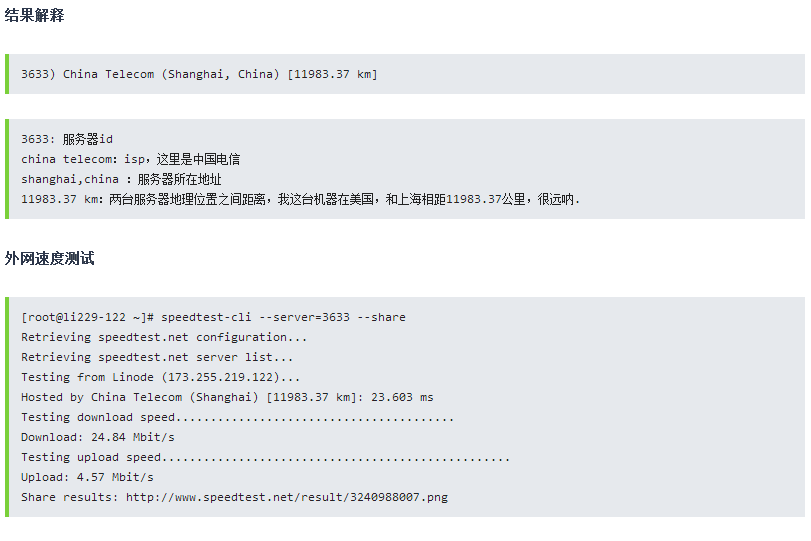 结果解释
3633) China Telecom (Shanghai, China) [11983.37 km]
3633: 服务器id
china telecom：isp，这里是中国电信
shanghai,china ：服务器所在地址
11983.37 km：两台服务器地理位置之间距离，我这台机器在美国，和上海相距11983.37公里，很远呐.
外网速度测试
[root@li229-122 ~]# speedtest-cli --server=3633 --share
Retrieving speedtest.net configuration...
Retrieving speedtest.net server list...
Testing from Linode (173.255.219.122)...
Hosted by China Telecom (Shanghai) [11983.37 km]: 23.603 ms
Testing download speed........................................
Download: 24.84 Mbit/s
Testing upload speed..................................................
Upload: 4.57 Mbit/s
Share results: http://www.speedtest.net/result/3240988007.png